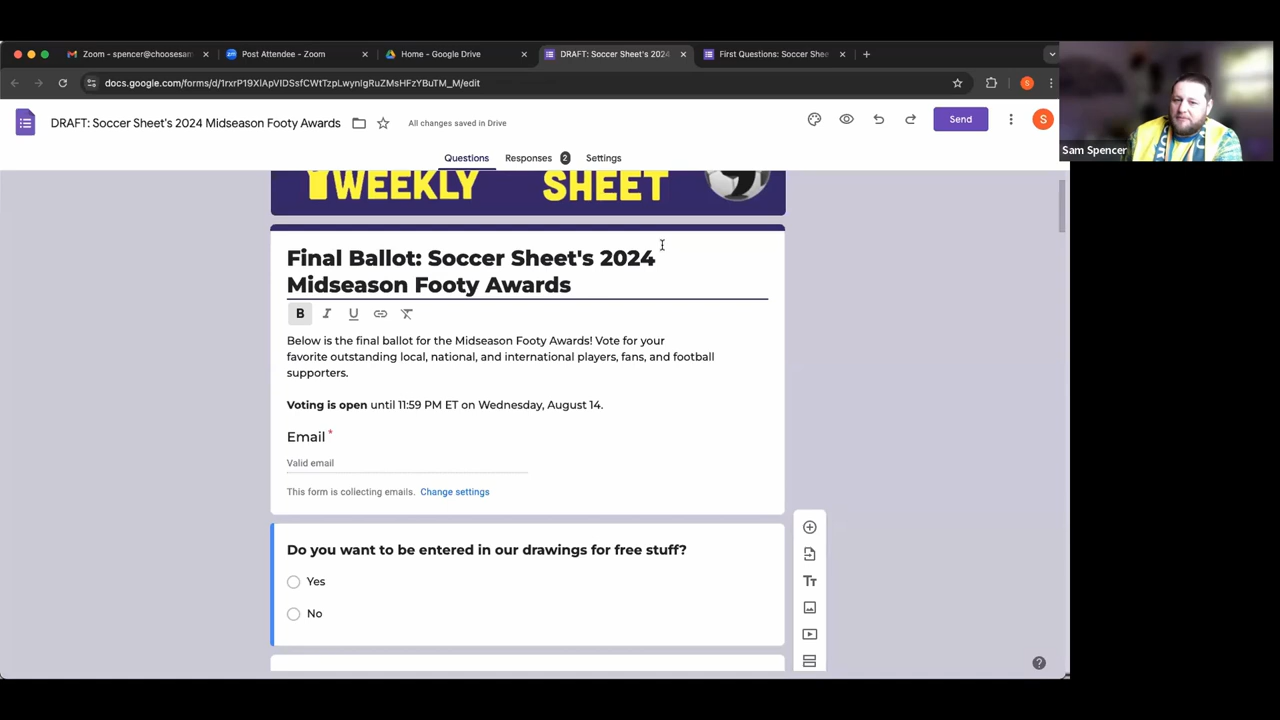 Zoom - spencer@choosesam
Post Attendee - Zoom
Home - Google Drive
DRAFT: Soccer Sheet's 2024
First Questions: Soccer Shee
docs.google.com/forms/d/1rxrP19XlApVIDSsfCWtTzpLwynIgRuZMsHFzYBuTM_M/edit
S
Sam Spencer
DRAFT: Soccer Sheet's 2024 Midseason Footy Awards
All changes saved in Drive
Send
S
Questions
Responses 2
Settings
WEEKLY SHEET
Final Ballot: Soccer Sheet's 2024
Midseason Footy Awards
B I U
Below is the final ballot for the Midseason Footy Awards! Vote for your
favorite outstanding local, national, and international players, fans, and football
supporters.
Voting is open until 11:59 PM ET on Wednesday, August 14.
Email *
Valid email
This form is collecting emails. Change settings
Do you want to be entered in our drawings for free stuff?
Yes
No
Tт